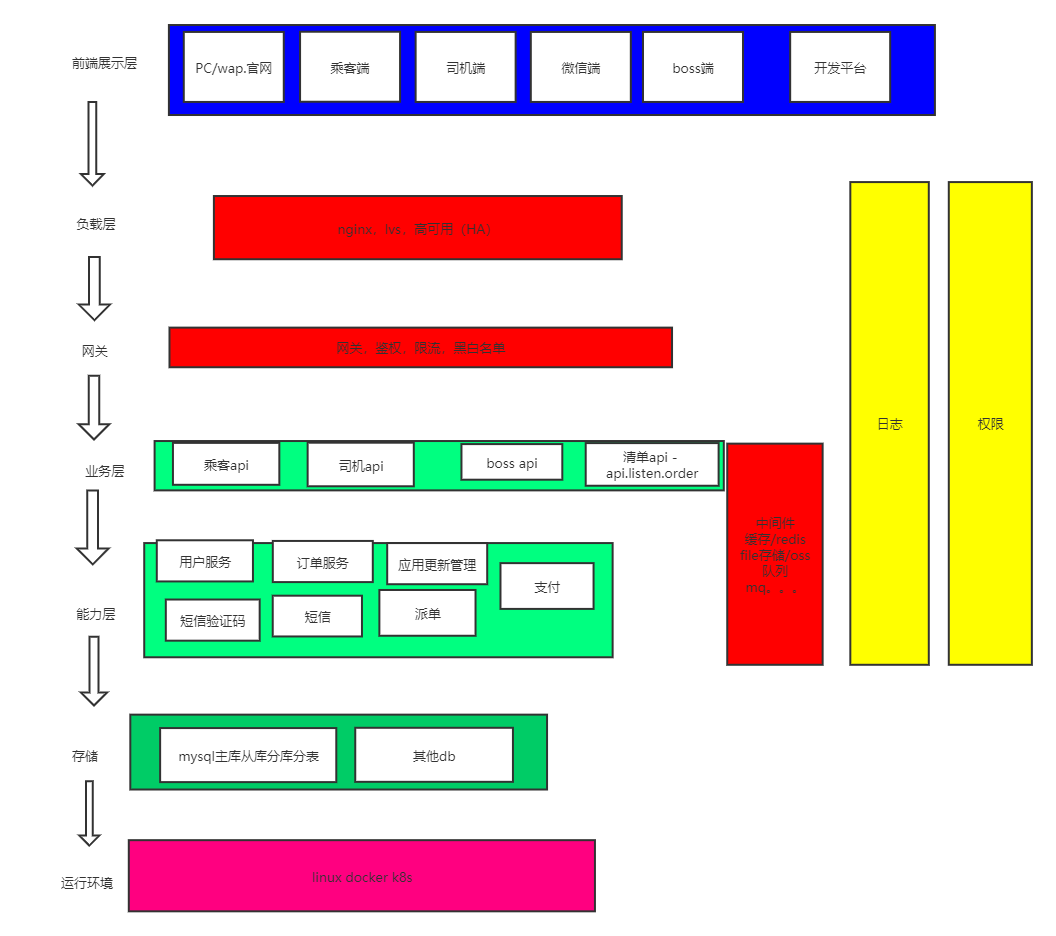 前端展示层
PC/wap.官网
乘客端
司机端
微信端
boss端
开发平台
负载层
nginx，lvs，高可用（HA）
网关
网关，鉴权，限流，黑白名单
日志
权限
业务层
乘客api
司机api
boss api
清单api -
api.listen.order
中间件
缓存/redis
file存储/oss
队列
mq。。。
能力层
用户服务
订单服务
应用更新管理
支付
短信验证码
短信
派单
存储
mysql主库从库分库分表
其他db
运行环境
linux docker k8s